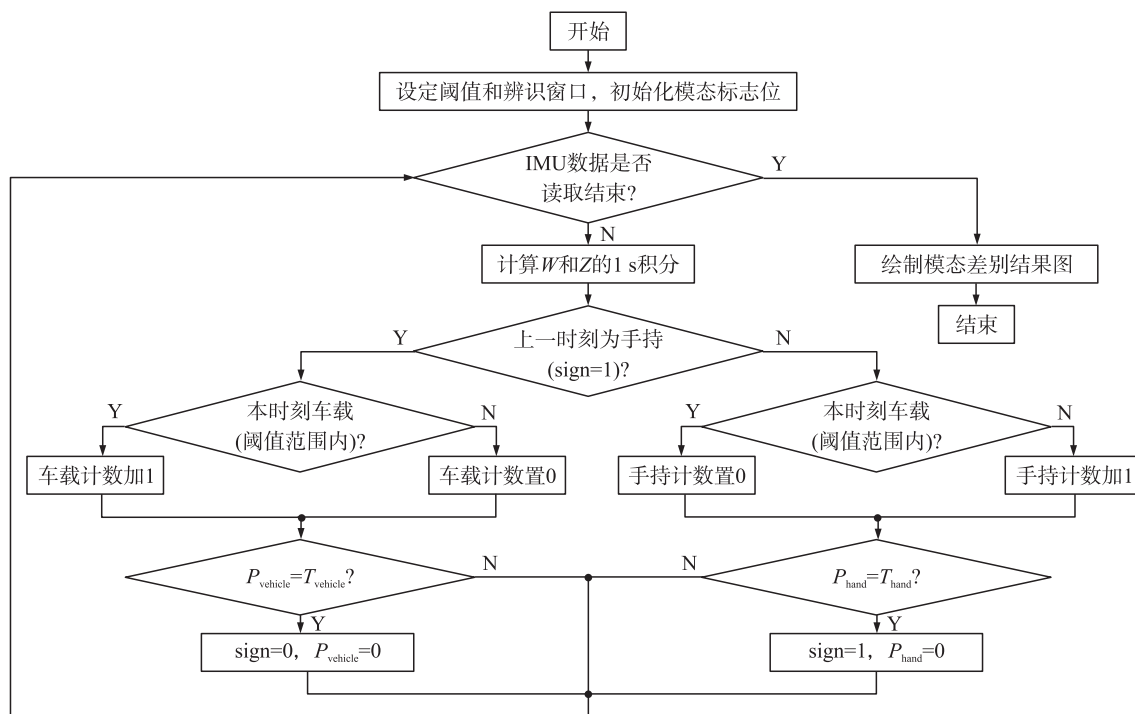 开始
设定阈值和辨识窗口，初始化模态标志位
IMU数据是否
读取结束?
Y
N
计算W和Z的1 s积分
绘制模态差别结果图
结束
上一时刻为手持
(sign=1)?
Y
N
本时刻车载
(阈值范围内)?
Y
N
本时刻车载
(阈值范围内)?
Y
N
车载计数加1
车载计数置0
手持计数置0
手持计数加1
Pvehicle=Tvehicle?
N
N
Phand=Thand?
Y
Y
sign=0，Pvehicle=0
sign=1，Phand=0